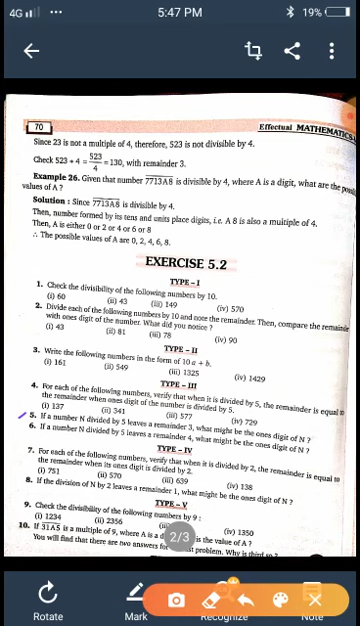 4G
5:47 PM
19%
70
Effectual MATHEMATICS
Since 23 is not a multiple of 4, therefore, 523 is not divisible by 4.
Check 523 ÷ 4 = 523/4 = 130, with remainder 3.
Example 26. Given that number 7713A8 is divisible by 4, where A is a digit, what are the
values of A ?
Solution : Since 7713A8 is divisible by 4.
Then, number formed by its tens and units place digits, i.e. A 8 is also a multiple of 4.
Then, A is either 0 or 2 or 4 or 6 or 8
∴ The possible values of A are 0, 2, 4, 6, 8.
EXERCISE 5.2
TYPE – I
1. Check the divisibility of the following numbers by 10.
(i) 60 (ii) 43 (iii) 149 (iv) 570
2. Divide each of the following numbers by 10 and note the remainder. Then, compare the remainder
with ones digit of the number. What did you notice ?
(i) 43 (ii) 81 (iii) 78 (iv) 90
TYPE – II
3. Write the following numbers in the form of 10 a + b.
(i) 161 (ii) 549 (iii) 1325 (iv) 1429
TYPE – III
4. For each of the following numbers, verify that when it is divided by 5, the remainder is equal to
the remainder when ones digit of the number is divided by 5.
(i) 137 (ii) 341 (iii) 577 (iv) 729
5. If a number N divided by 5 leaves a remainder 3, what might be the ones digit of N ?
6. If a number N divided by 5 leaves a remainder 4, what might be the ones digit of N ?
TYPE – IV
7. For each of the following numbers, verify that when it is divided by 2, the remainder is equal to
the remainder when its ones digit is divided by 2.
(i) 751 (ii) 570 (iii) 639 (iv) 138
8. If the division of N by 2 leaves a remainder 1, what might be the ones digit of N ?
TYPE – V
9. Check the divisibility of the following numbers by 9 :
(i) 1234 (ii) 2356 (iv) 1350
10. If 31A5 is a multiple of 9, where A is a is the value of A ?
You will find that there are two answers for problem. Why is
2/3
Rotate
Mark
Recognize
Note